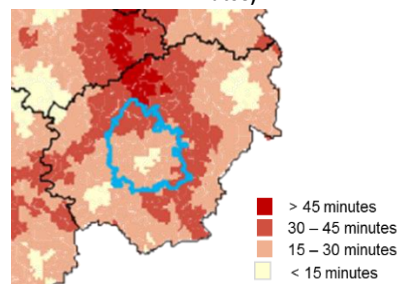 > 45 minutes
30 – 45 minutes
15 – 30 minutes
< 15 minutes